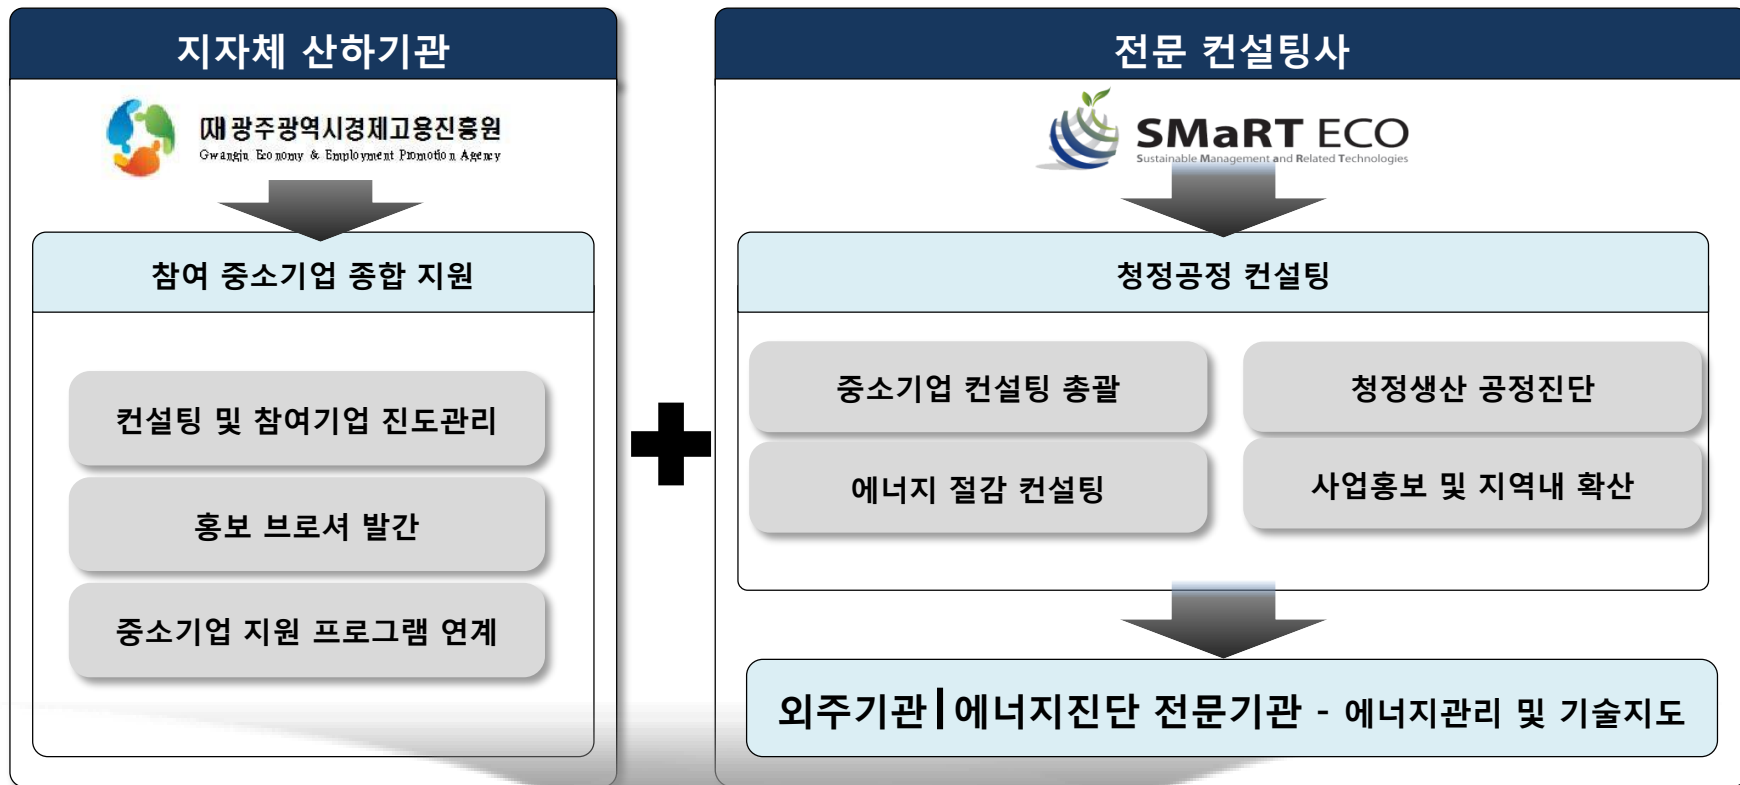 지자체 산하기관
(재)광주광역시경제고용진흥원
Gwangju Economy & Employment Promotion Agency
참여 중소기업 종합 지원
컨설팅 및 참여기업 진도관리
홍보 브로셔 발간
중소기업 지원 프로그램 연계
전문 컨설팅사
SMaRT ECO
Sustainable Management and Related Technologies
청정공정 컨설팅
중소기업 컨설팅 총괄
청정생산 공정진단
에너지 절감 컨설팅
사업홍보 및 지역내 확산
외주기관 | 에너지진단 전문기관 - 에너지관리 및 기술지도